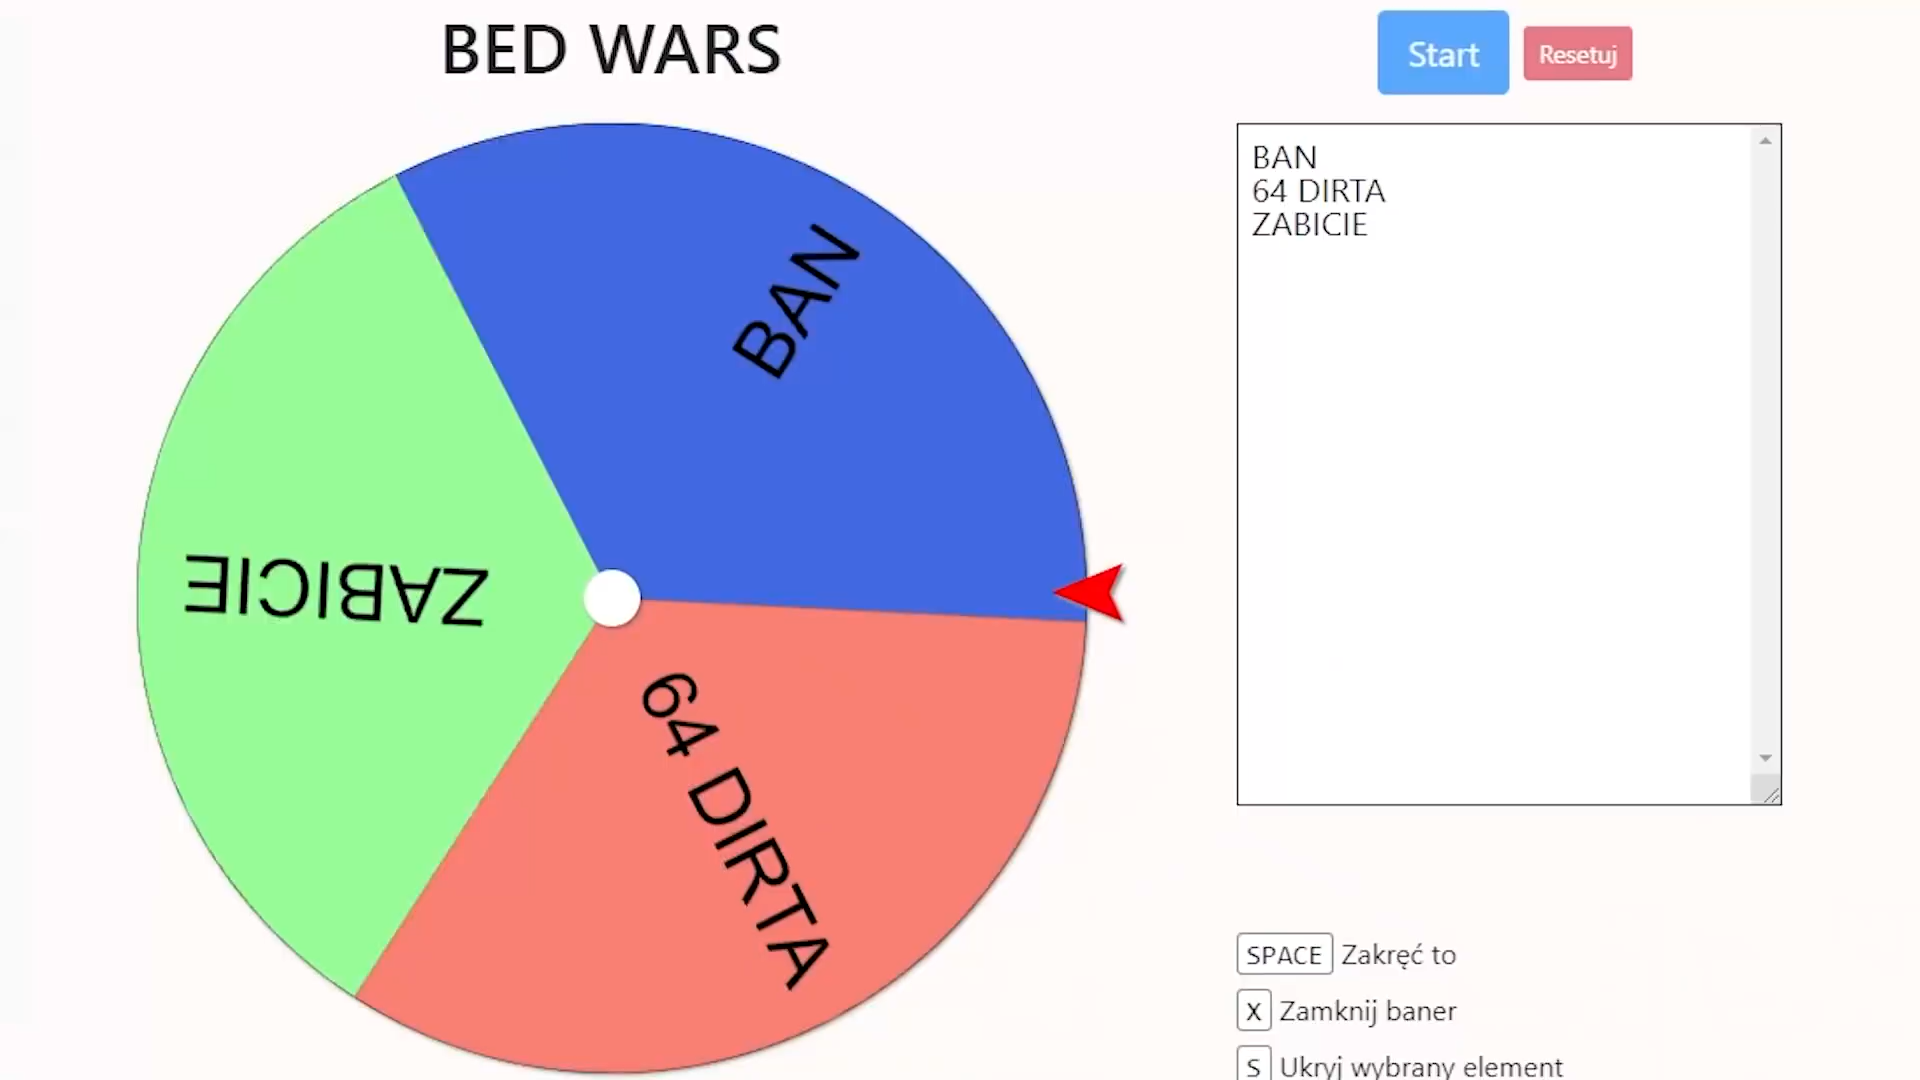 BED WARS
Start
Resetuj
BAN
64 DIRTA
ZABICIE
BAN
ZABICIE
64 DIRTA
SPACE Zakręć to
X Zamknij baner
S Ukryj wybrany element